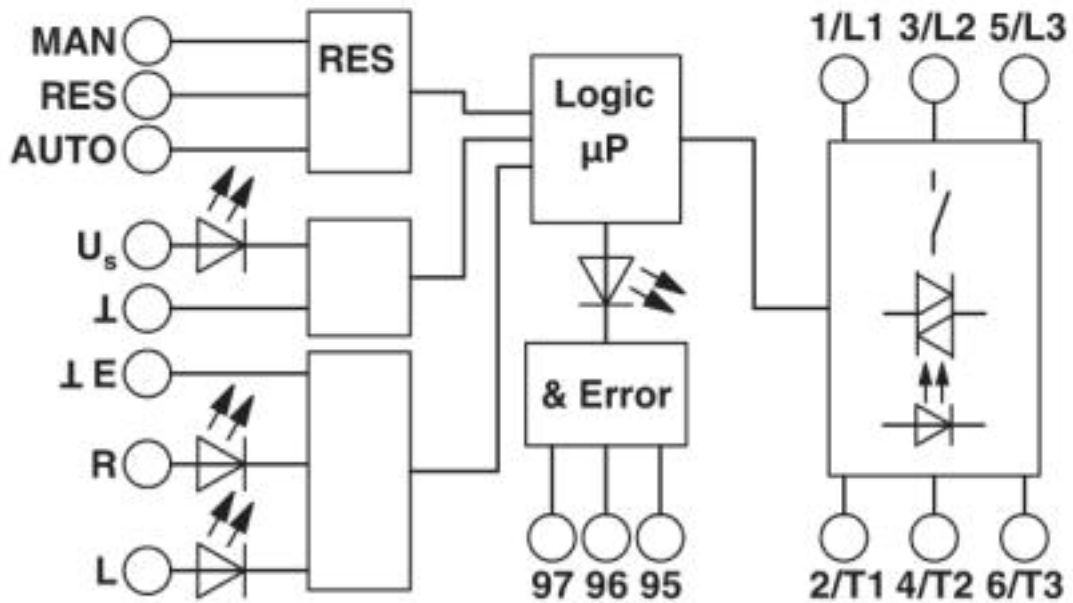 MAN
RES
AUTO
RES
U_s
⊥
⊥ E
R
L
Logic
µP
& Error
97 96 95
1/L1 3/L2 5/L3
2/T1 4/T2 6/T3